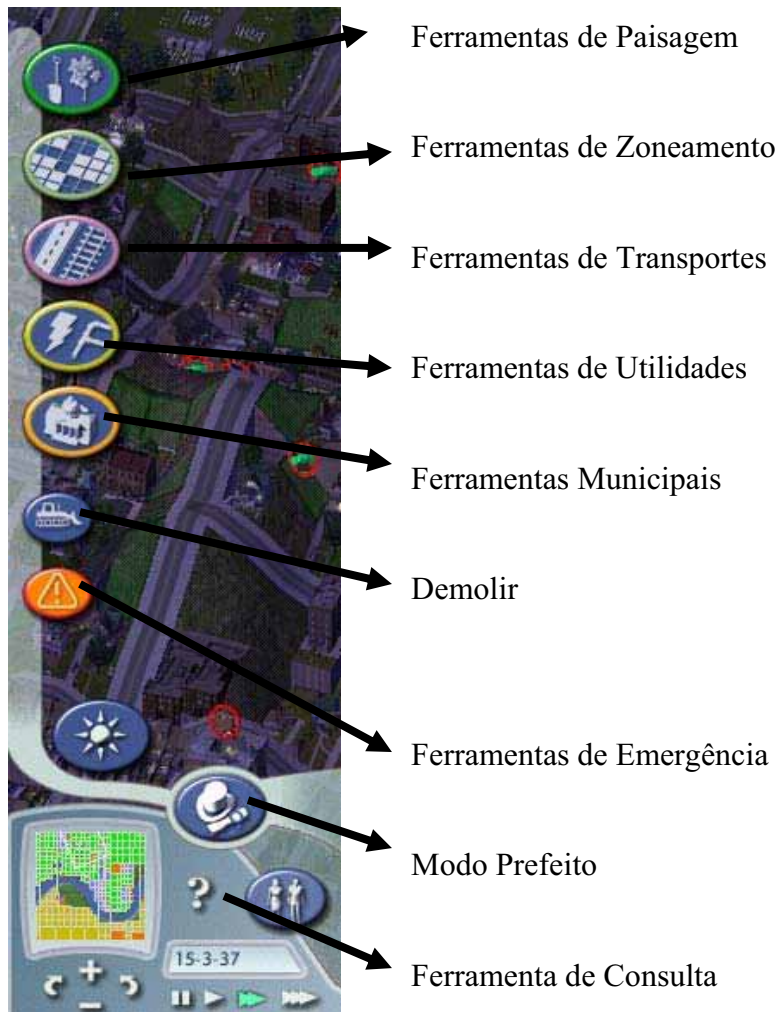 Ferramentas de Paisagem
Ferramentas de Zoneamento
Ferramentas de Transportes
Ferramentas de Utilidades
Ferramentas Municipais
Demolir
Ferramentas de Emergência
Modo Prefeito
?
Ferramenta de Consulta
15-3-37